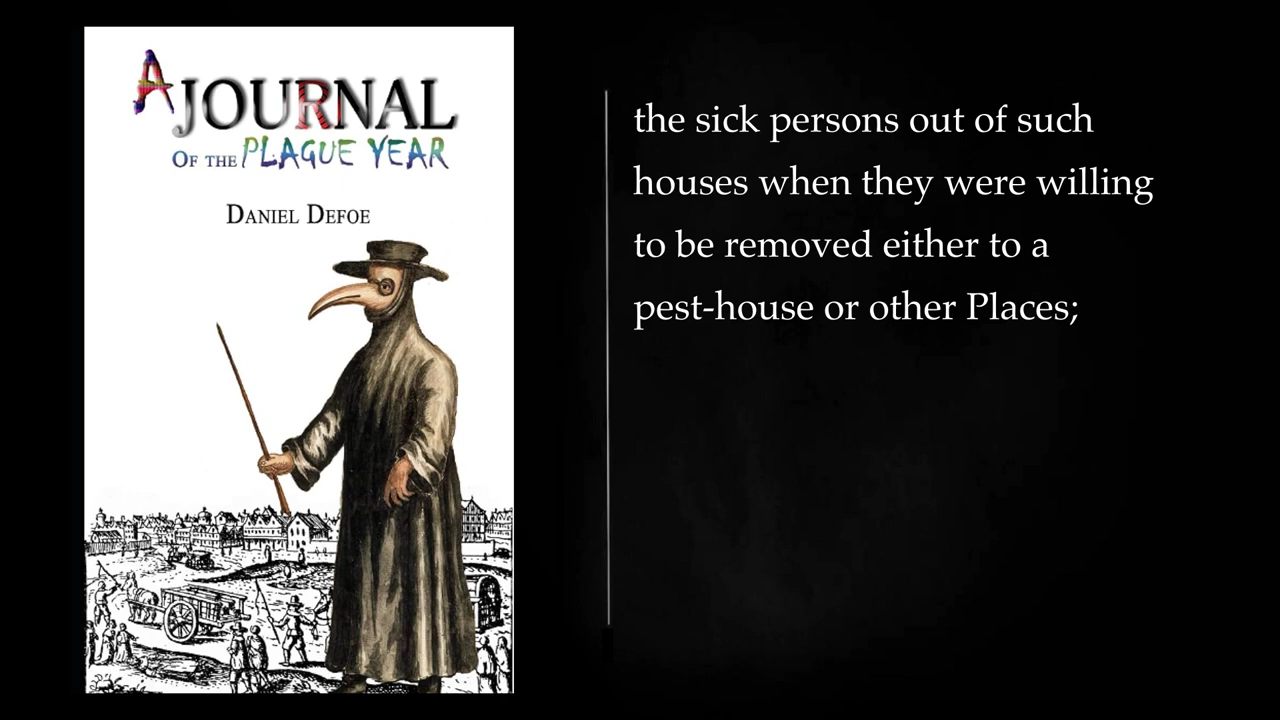 A JOURNAL
OF THE PLAGUE YEAR
DANIEL DEFOE
the sick persons out of such
houses when they were willing
to be removed either to a
pest-house or other Places;